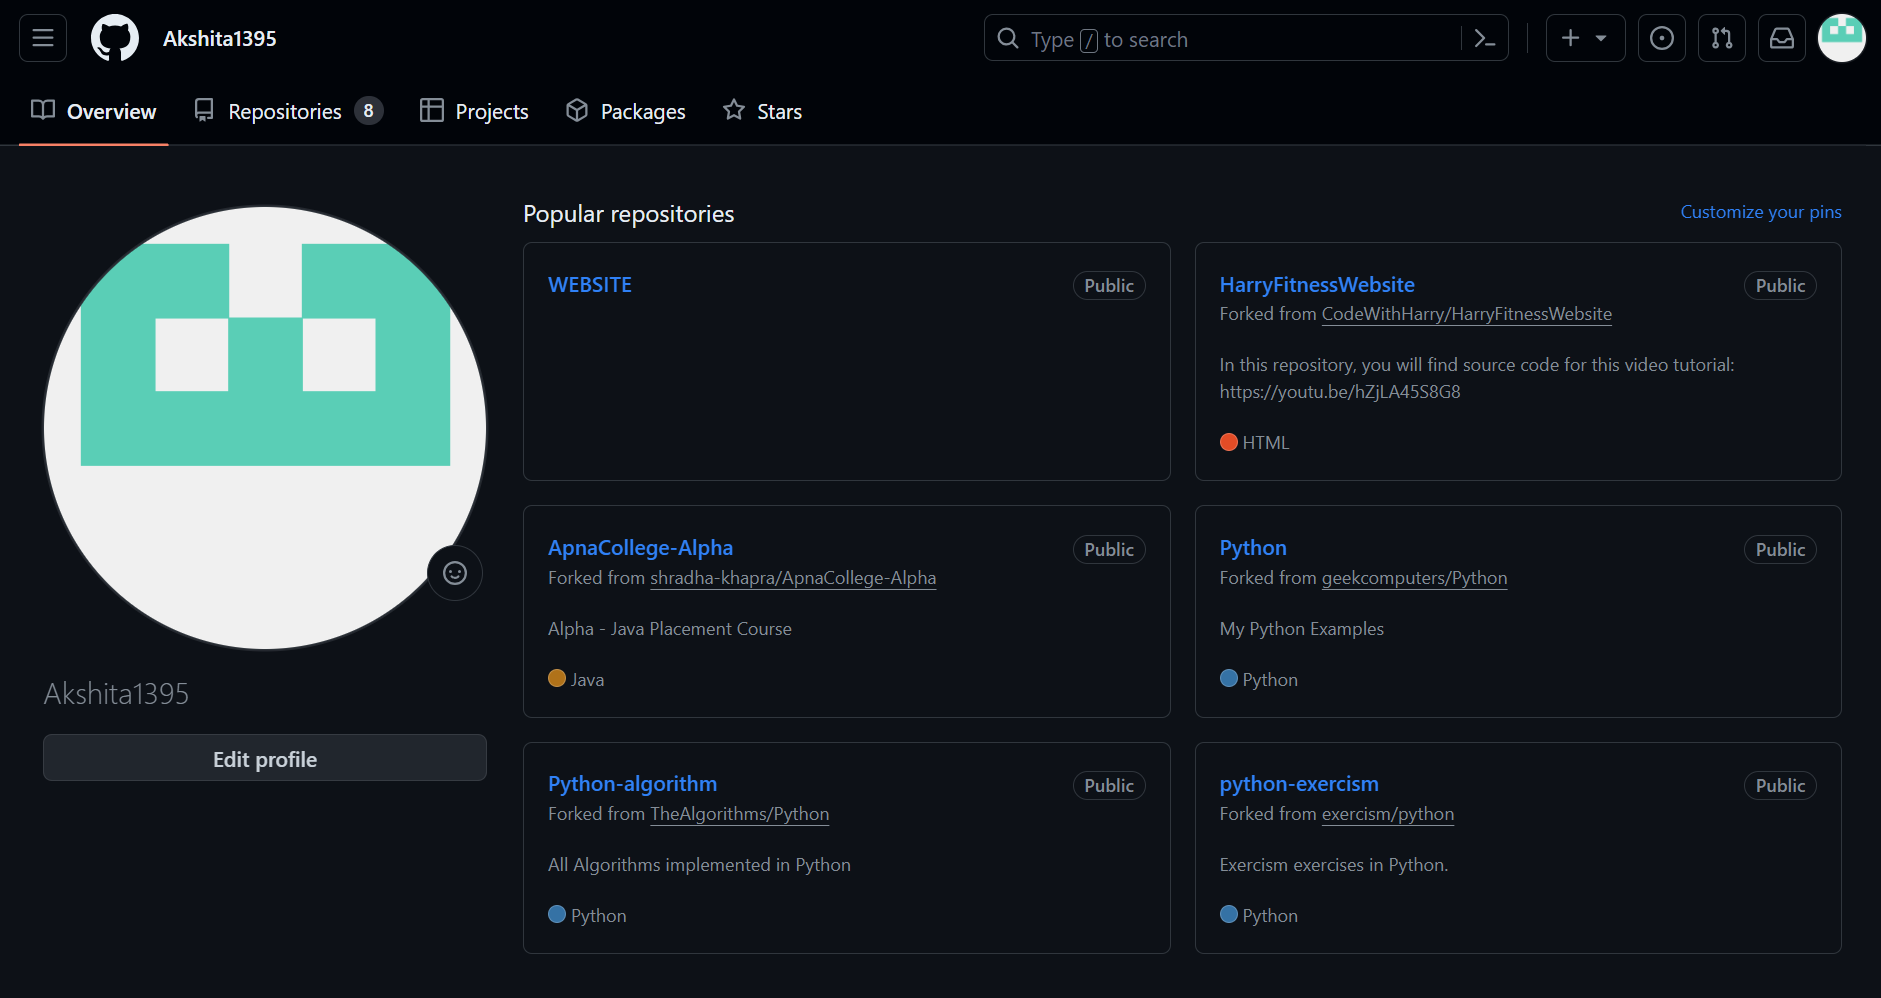 Akshita1395
Type / to search
Overview
Repositories 8
Projects
Packages
Stars
Popular repositories
Customize your pins
WEBSITE
Public
HarryFitnessWebsite
Public
Forked from CodeWithHarry/HarryFitnessWebsite
In this repository, you will find source code for this video tutorial:
https://youtu.be/hZjLA45S8G8
HTML
ApnaCollege-Alpha
Public
Forked from shradha-khapra/ApnaCollege-Alpha
Alpha - Java Placement Course
Java
Python
Public
Forked from geekcomputers/Python
My Python Examples
Python
Akshita1395
Edit profile
Python-algorithm
Public
Forked from TheAlgorithms/Python
All Algorithms implemented in Python
Python
python-exercism
Public
Forked from exercism/python
Exercism exercises in Python.
Python